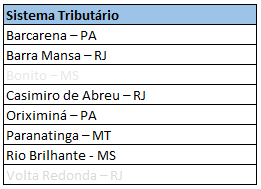 Sistema Tributário
Barcarena – PA
Barra Mansa – RJ
Bonito – MS
Casimiro de Abreu – RJ
Oriximiná – PA
Paranatinga – MT
Rio Brilhante - MS
Volta Redonda – RJ